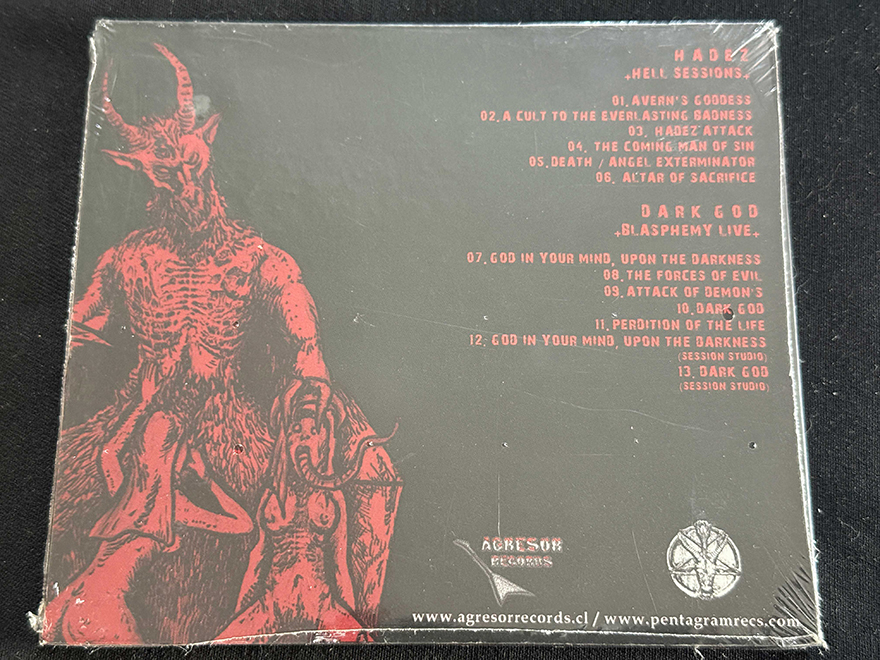 HADEZ
+HELL SESSIONS+
01. AVERN'S GODDESS
02. A CULT TO THE EVERLASTING BADNESS
03. HADEZ ATTACK
04. THE COMING MAN OF SIN
05. DEATH / ANGEL EXTERMINATOR
06. ALTAR OF SACRIFICE
DARK GOD
+BLASPHEMY LIVE+
07. GOD IN YOUR MIND, UPON THE DARKNESS
08. THE FORCES OF EVIL
09. ATTACK OF DEMON'S
10. DARK GOD
11. PERDITION OF THE LIFE
12. GOD IN YOUR MIND, UPON THE DARKNESS
(SESSION STUDIO)
13. DARK GOD
(SESSION STUDIO)
AGRESOR
RECORDS
www.agresorrecords.cl / www.pentagramrecs.com